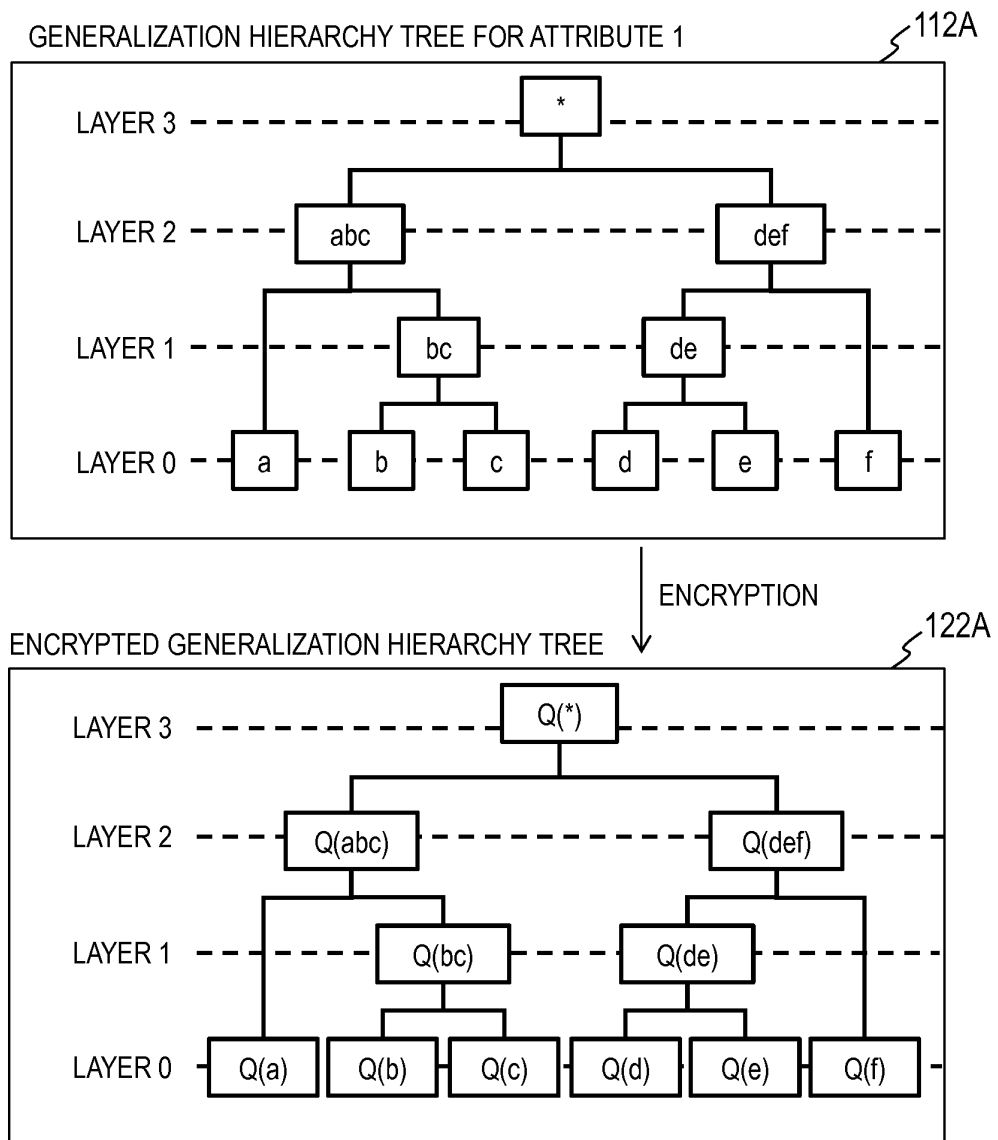 112A
GENERALIZATION HIERARCHY TREE FOR ATTRIBUTE 1
LAYER 3 *
LAYER 2 abc def
LAYER 1 bc de
LAYER 0 a b c d e f
ENCRYPTION
122A
ENCRYPTED GENERALIZATION HIERARCHY TREE
LAYER 3 Q(*)
LAYER 2 Q(abc) Q(def)
LAYER 1 Q(bc) Q(de)
LAYER 0 Q(a) Q(b) Q(c) Q(d) Q(e) Q(f)